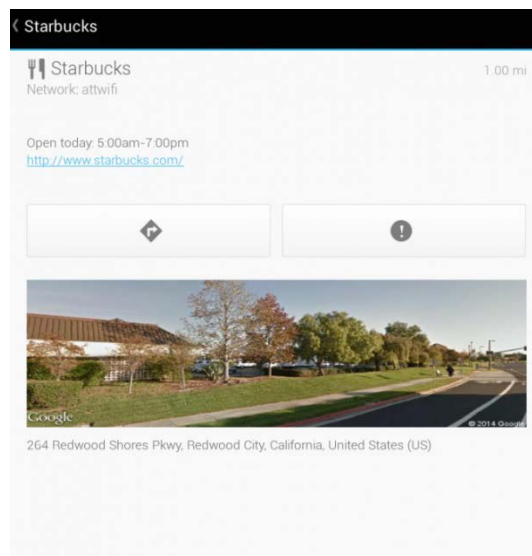 Starbucks
Starbucks
1.00 mi
Network: attwifi
Open today: 5:00am-7:00pm
http://www.starbucks.com/
Google
© 2014 Google
264 Redwood Shores Pkwy, Redwood City, California, United States (US)